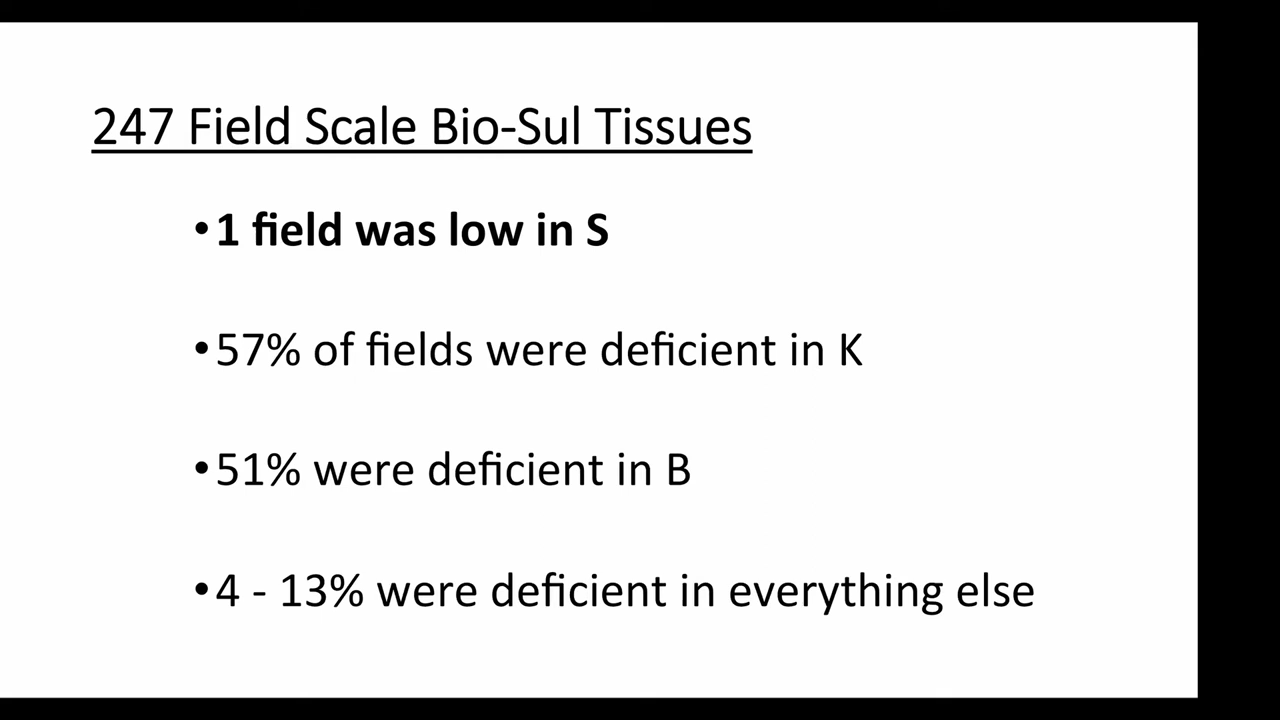 247 Field Scale Bio-Sul Tissues
•1 field was low in S
•57% of fields were deficient in K
•51% were deficient in B
•4 - 13% were deficient in everything else